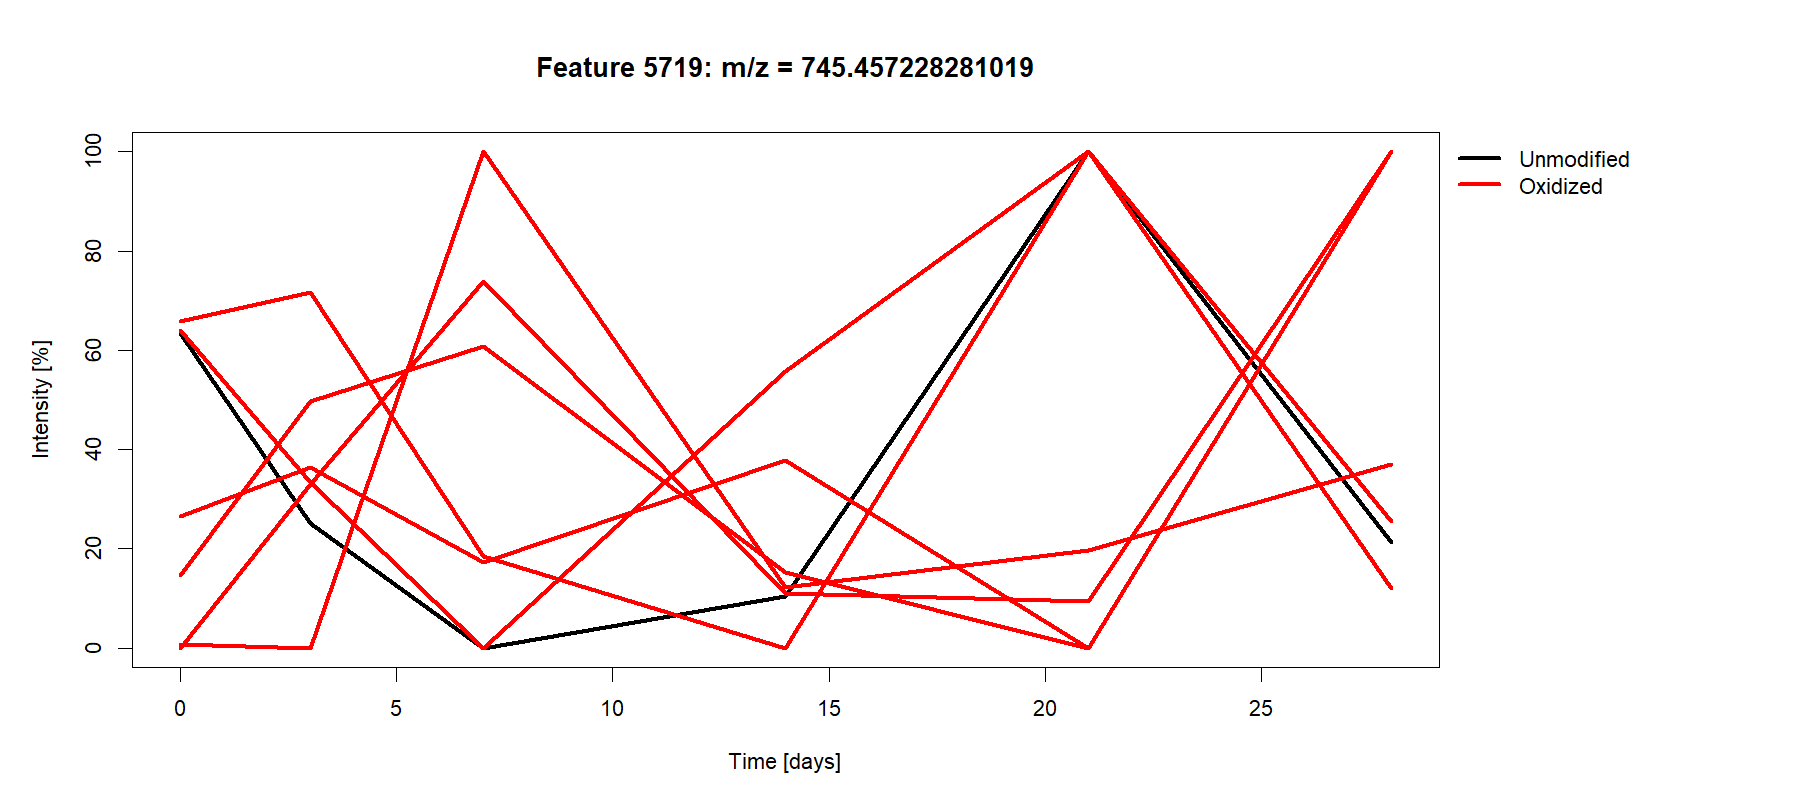 Feature 5719: m/z = 745.457228281019
Unmodified
Oxidized
Intensity [%]
100
80
60
40
20
0
0 5 10 15 20 25
Time [days]